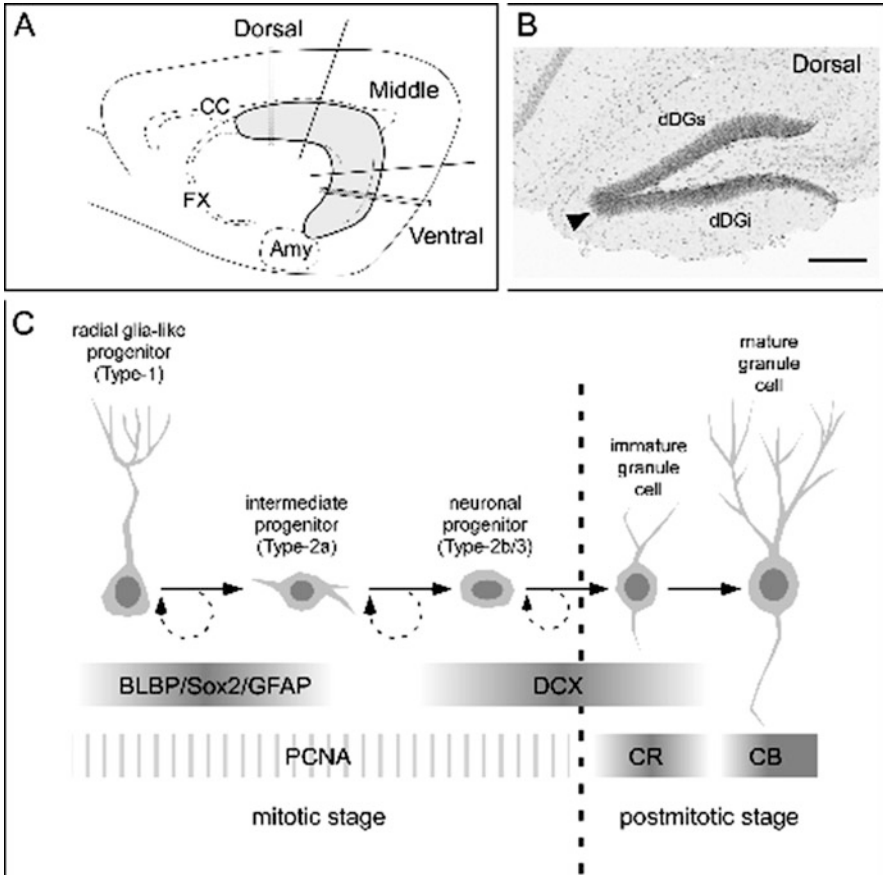 A
Dorsal
CC
Middle
FX
Amy
Ventral
B
Dorsal
dDGs
dDGi
C
radial glia-like
progenitor
(Type-1)
intermediate
progenitor
(Type-2a)
neuronal
progenitor
(Type-2b/3)
immature
granule
cell
mature
granule
cell
BLBP/Sox2/GFAP
DCX
PCNA
CR
CB
mitotic stage
postmitotic stage